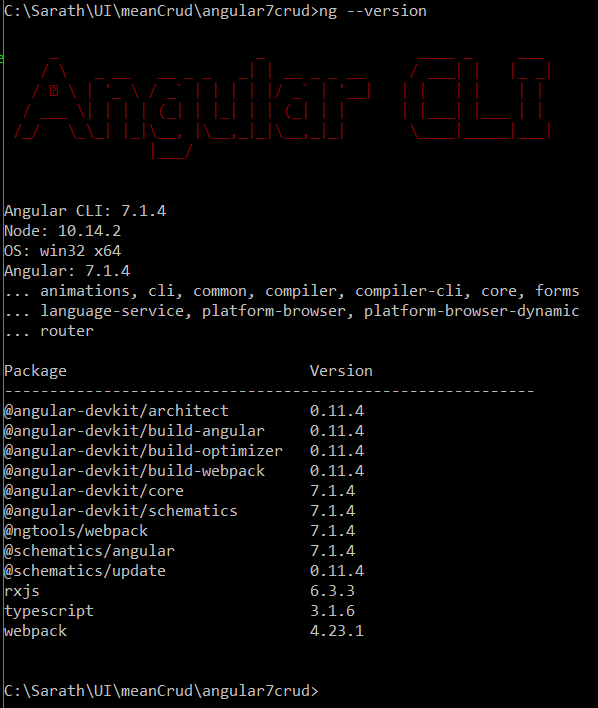 C:\Sarath\UI\meanCrud\angular7crud>ng --version
Angular CLI
Angular CLI: 7.1.4
Node: 10.14.2
OS: win32 x64
Angular: 7.1.4
... animations, cli, common, compiler, compiler-cli, core, forms
... language-service, platform-browser, platform-browser-dynamic
... router
Package Version
-----------------------------------------------------------
@angular-devkit/architect 0.11.4
@angular-devkit/build-angular 0.11.4
@angular-devkit/build-optimizer 0.11.4
@angular-devkit/build-webpack 0.11.4
@angular-devkit/core 7.1.4
@angular-devkit/schematics 7.1.4
@ngtools/webpack 7.1.4
@schematics/angular 7.1.4
@schematics/update 0.11.4
rxjs 6.3.3
typescript 3.1.6
webpack 4.23.1
C:\Sarath\UI\meanCrud\angular7crud>